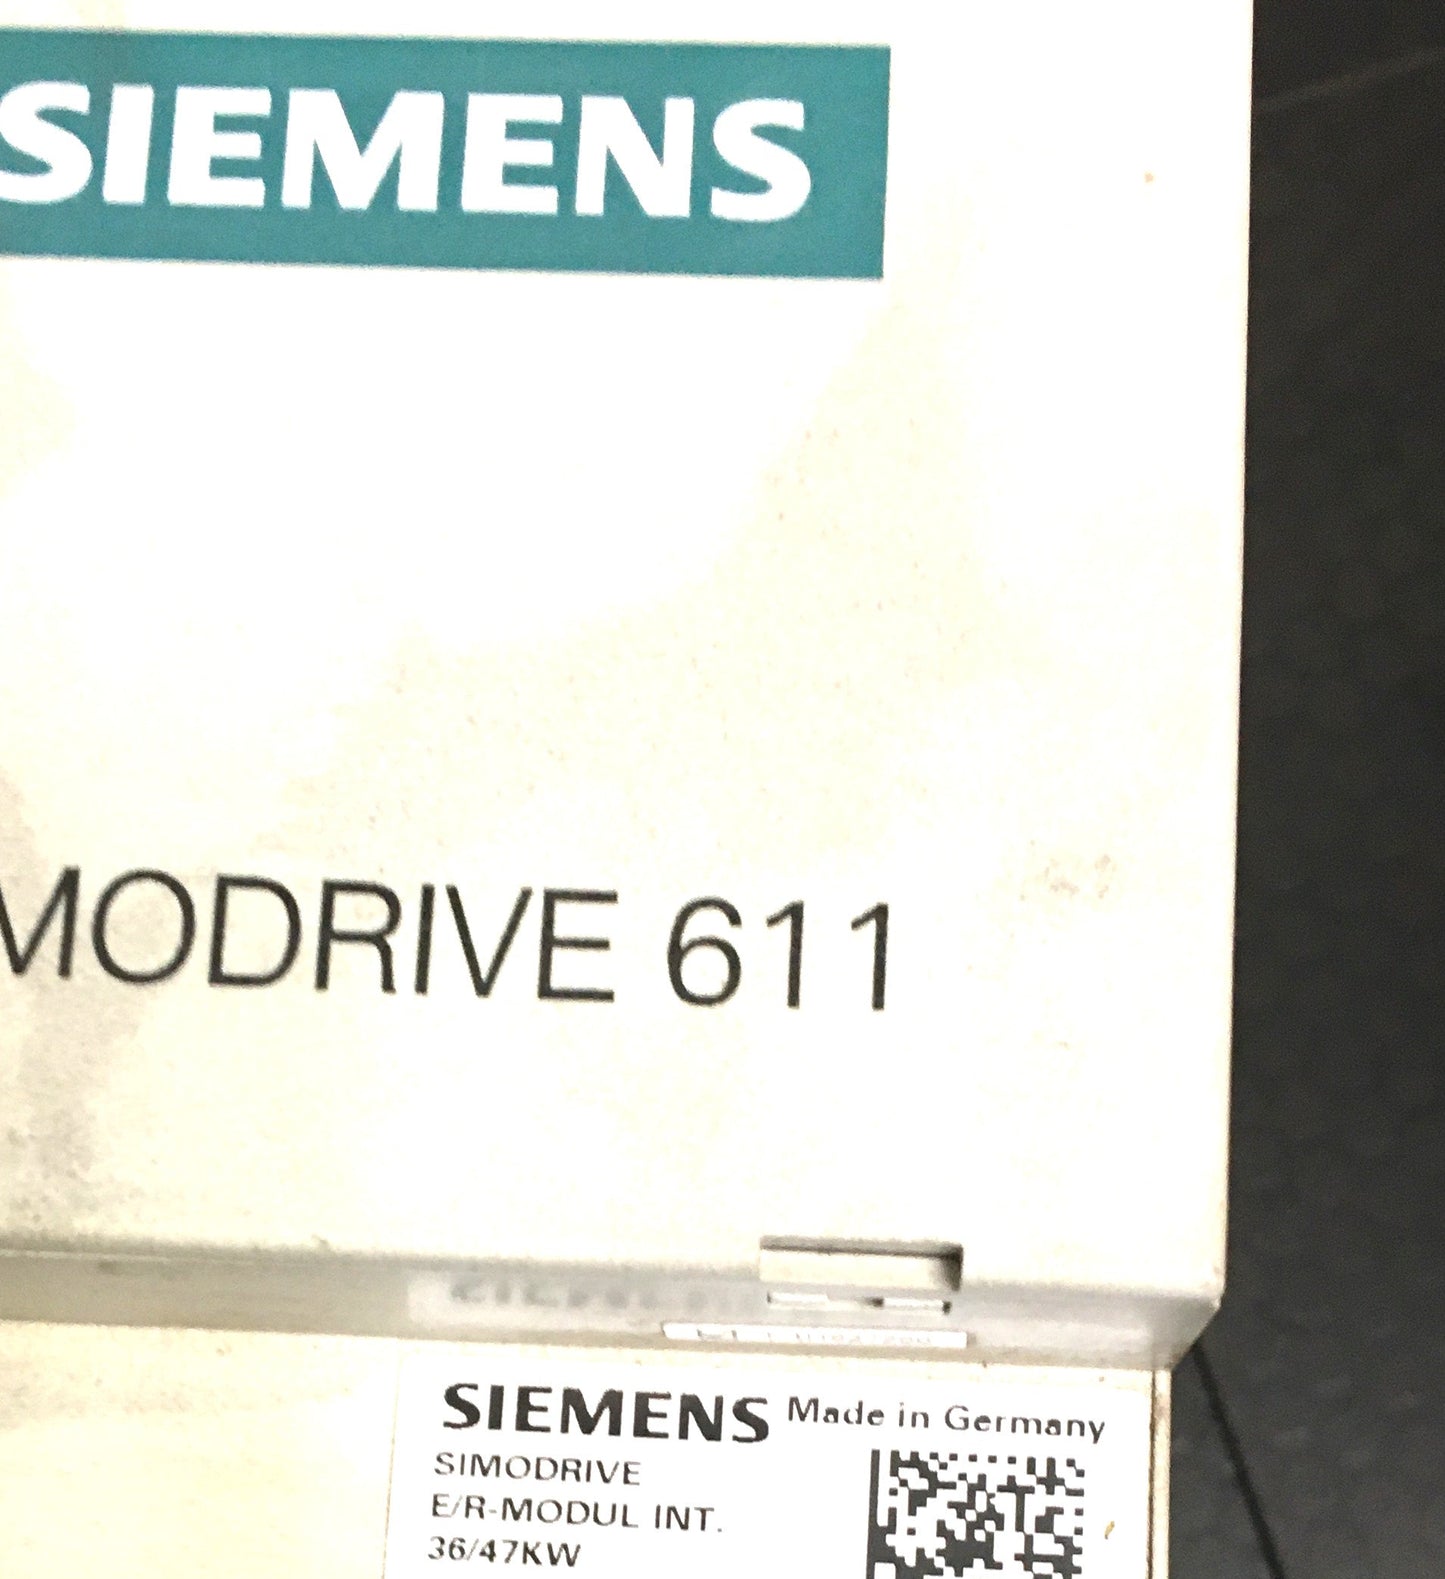 SIEMENS
MODRIVE 611
SIEMENS Made in Germany
SIMODRIVE
E/R-MODUL INT.
36/47KW